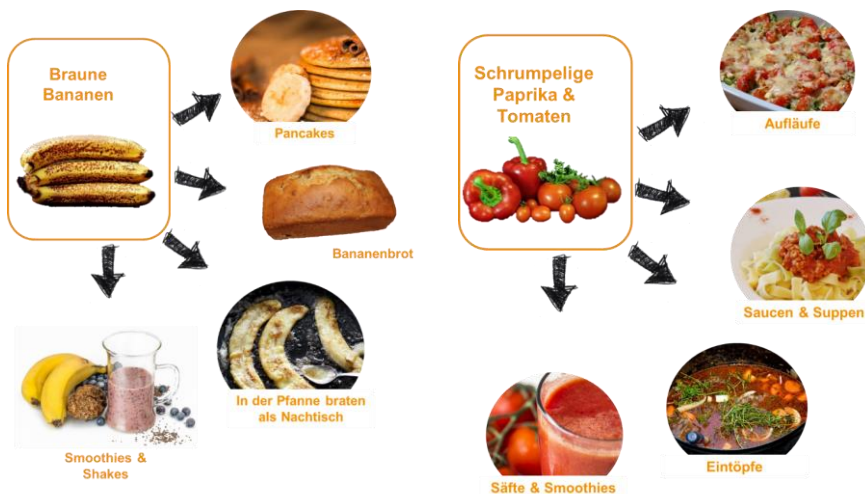 Braune
Bananen
Pancakes
Bananenbrot
In der Pfanne braten
als Nachtisch
Smoothies &
Shakes
Schrumpelige
Paprika &
Tomaten
Aufläufe
Saucen & Suppen
Eintöpfe
Säfte & Smoothies